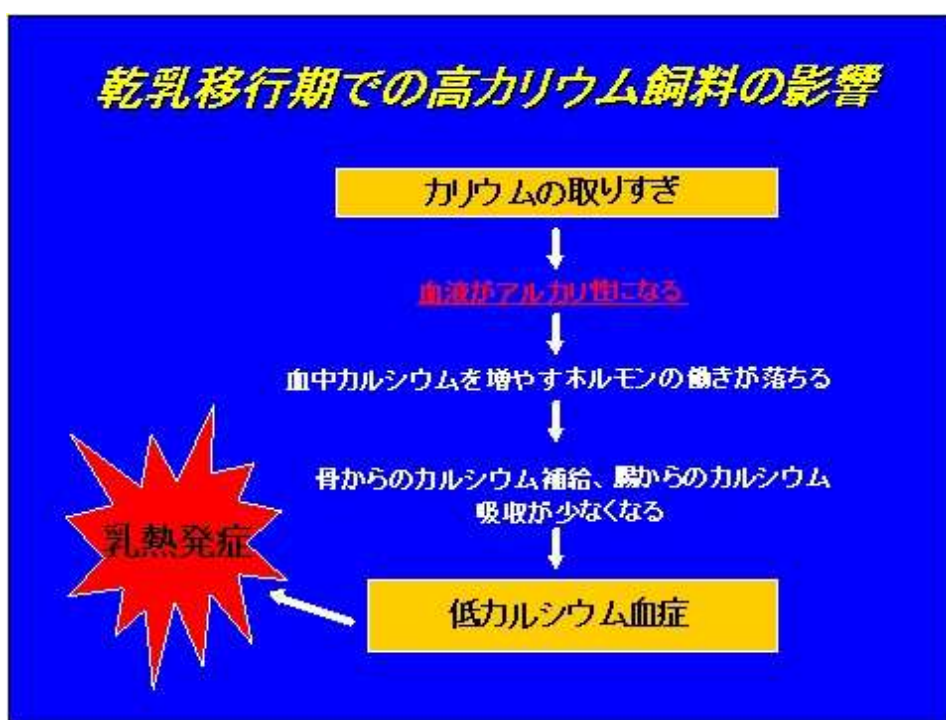 乾乳移行期での高カリウム飼料の影響
カリウムの取りすぎ
血液がアルカリ性になる
血中カルシウムを増やすホルモンの働きが落ちる
骨からのカルシウム補給、腸からのカルシウム
吸収が少なくなる
乳熱発症
低カルシウム血症